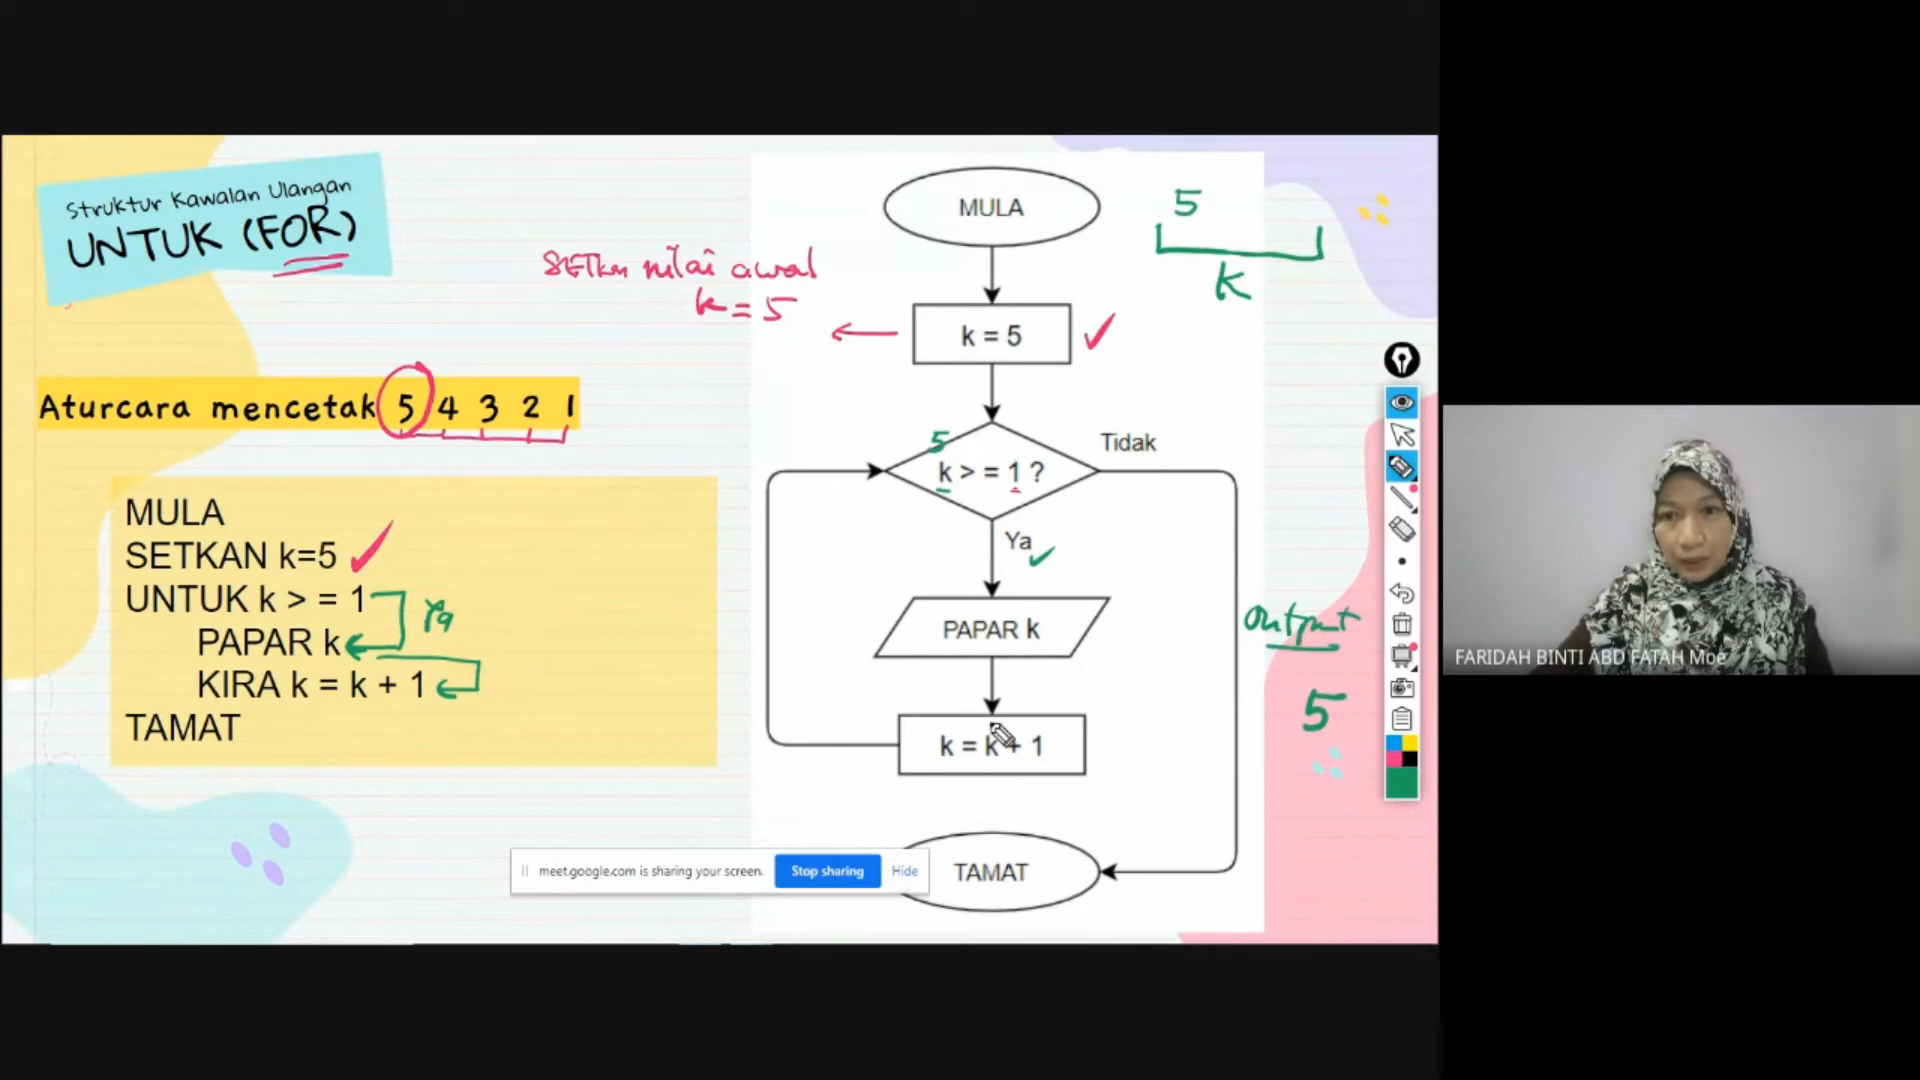 Struktur Kawalan Ulangan
UNTUK (FOR)
SETkan nilai awal
k = 5
Aturcara mencetak 5 4 3 2 1
MULA
SETKAN k=5
UNTUK k > = 1
Ya
PAPAR k
KIRA k = k + 1
TAMAT
MULA
5
k
k = 5
5
k > = 1 ?
Tidak
Ya
PAPAR k
output
5
k = k + 1
TAMAT
meet.google.com is sharing your screen.
Stop sharing
Hide
FARIDAH BINTI ABD FATAH Moe